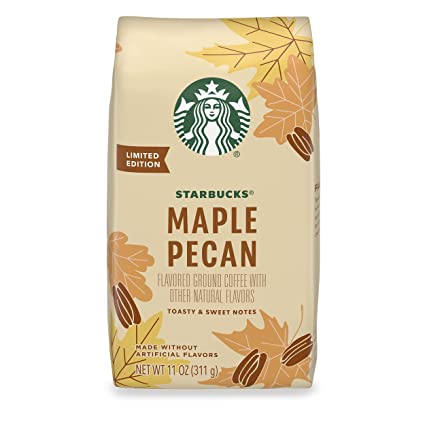 LIMITED
EDITION
STARBUCKS®
MAPLE
PECAN
FLAVORED GROUND COFFEE WITH
OTHER NATURAL FLAVORS
TOASTY & SWEET NOTES
MADE WITHOUT
ARTIFICIAL FLAVORS
NET WT 11 OZ (311 g)